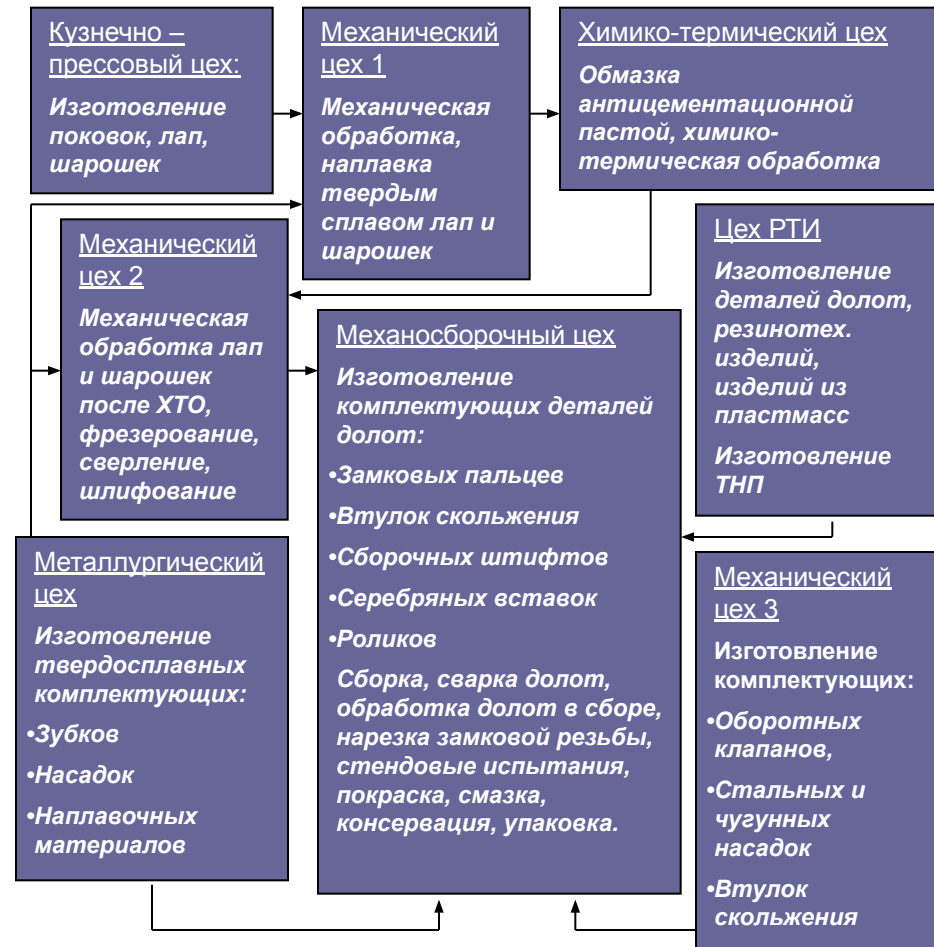 Кузнечно –
прессовый цех:
Изготовление
поковок, лап,
шарошек
Механический
цех 1
Механическая
обработка,
наплавка
твердым
сплавом лап и
шарошек
Химико-термический цех
Обмазка
антицементационной
пастой, химико-
термическая обработка
Механический
цех 2
Механическая
обработка лап
и шарошек
после ХТО,
фрезерование,
сверление,
шлифование
Механосборочный цех
Изготовление
комплектующих деталей
долот:
•Замковых пальцев
•Втулок скольжения
•Сборочных штифтов
•Серебряных вставок
•Роликов
Сборка, сварка долот,
обработка долот в сборе,
нарезка замковой резьбы,
стендовые испытания,
покраска, смазка,
консервация, упаковка.
Цех РТИ
Изготовление
деталей долот,
резинотех.
изделий,
изделий из
пластмасс
Изготовление
ТНП
Металлургический
цех
Изготовление
твердосплавных
комплектующих:
•Зубков
•Насадок
•Наплавочных
материалов
Механический
цех 3
Изготовление
комплектующих:
•Оборотных
клапанов,
•Стальных и
чугунных
насадок
•Втулок
скольжения